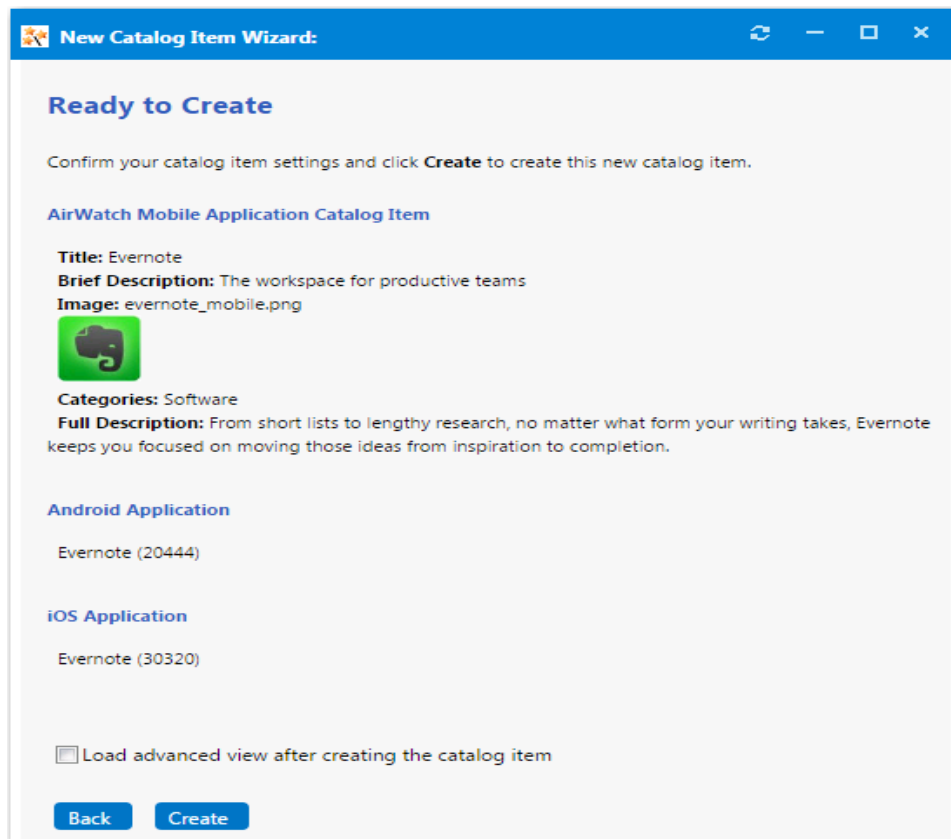 New Catalog Item Wizard:
Ready to Create
Confirm your catalog item settings and click Create to create this new catalog item.
AirWatch Mobile Application Catalog Item
Title: Evernote
Brief Description: The workspace for productive teams
Image: evernote_mobile.png
Categories: Software
Full Description: From short lists to lengthy research, no matter what form your writing takes, Evernote
keeps you focused on moving those ideas from inspiration to completion.
Android Application
Evernote (20444)
iOS Application
Evernote (30320)
Load advanced view after creating the catalog item
Back Create